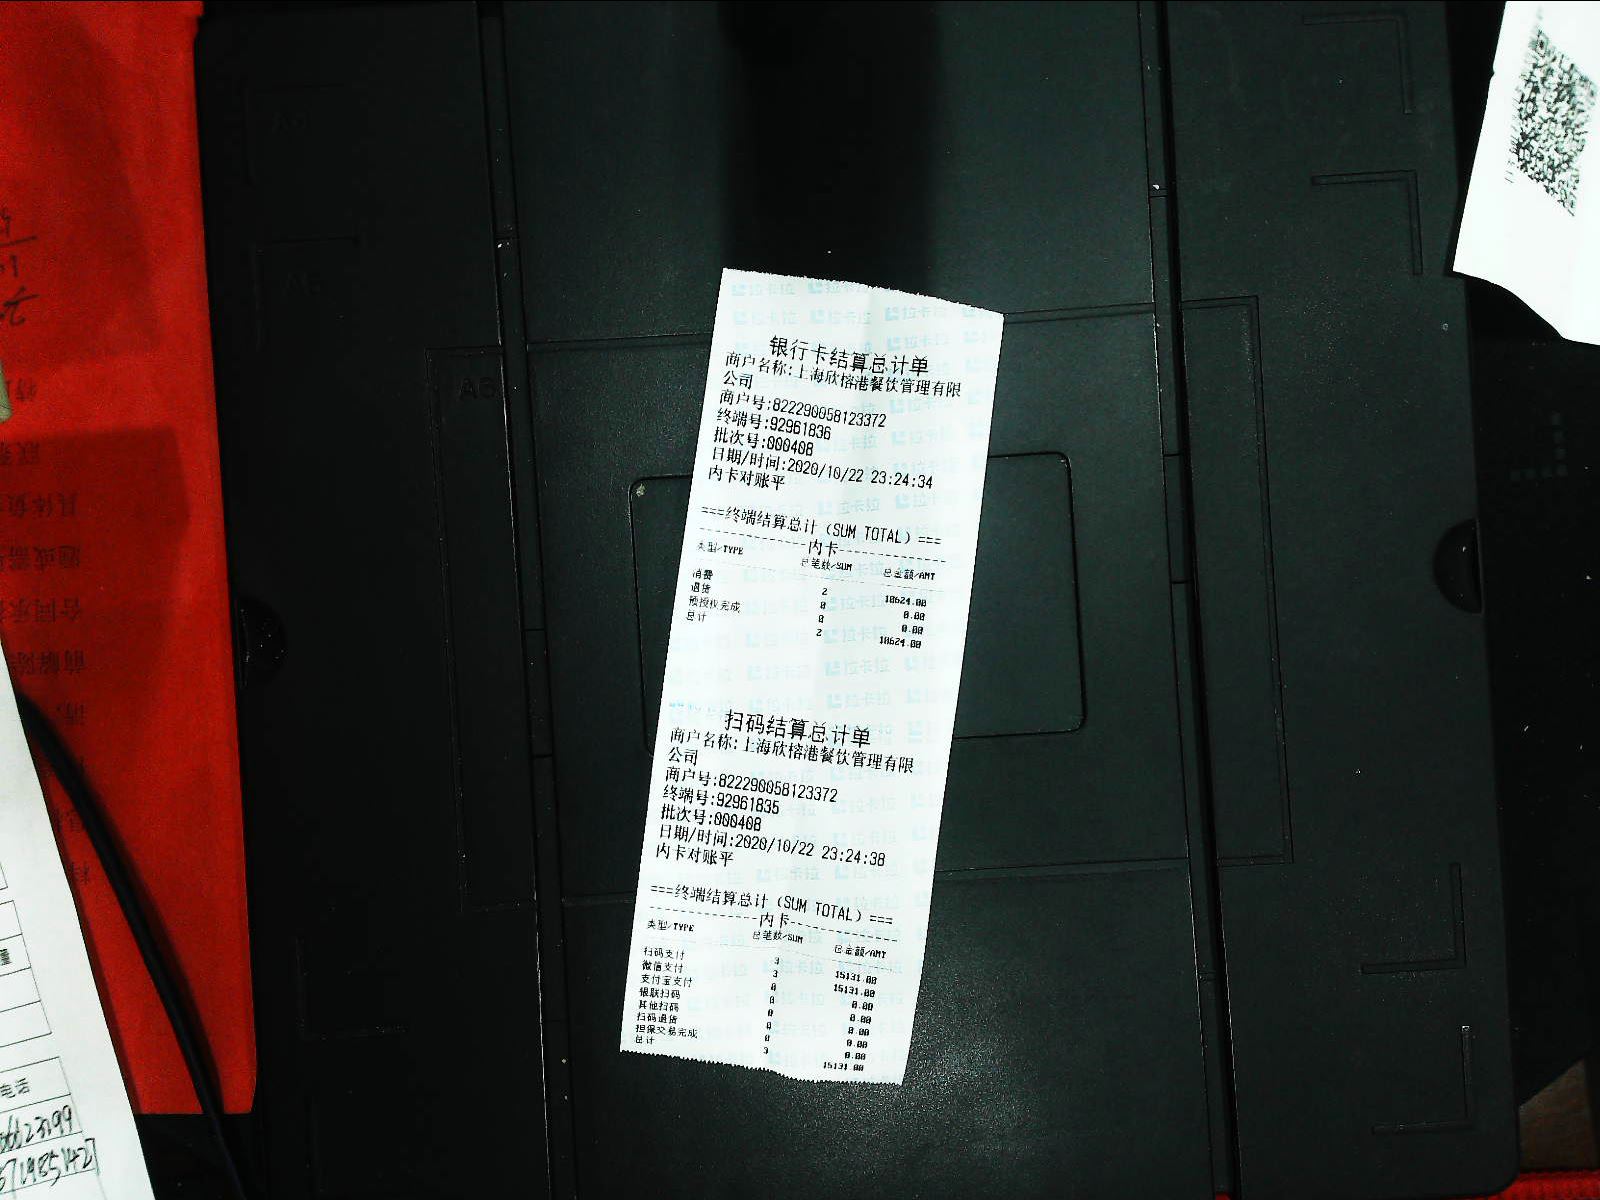 银行卡结算总计单
商户名称:上海欣榕港餐饮管理有限
公司
商户号:822290058123372
终端号:92961836
批次号:000408
日期/时间:2020/10/22 23:24:34
内卡对账平
===终端结算总计(SUM TOTAL)===
内卡
类型/TYPE 总笔数/SUM 总金额/AMT
消费 2 10624.00
退货 0 0.00
预授权完成 0 0.00
总计 2 10624.00
扫码结算总计单
商户名称:上海欣榕港餐饮管理有限
公司
商户号:822290058123372
终端号:92961835
批次号:000408
日期/时间:2020/10/22 23:24:38
内卡对账平
===终端结算总计(SUM TOTAL)===
内卡
类型/TYPE 总笔数/SUM 总金额/AMT
扫码支付 3 15131.00
微信支付 3 15131.00
支付宝支付 0 0.00
银联扫码 0 0.00
其他扫码 0 0.00
扫码退货 0 0.00
担保交易完成 0 0.00
总计 3 15131.00
拉卡拉
A5
电话